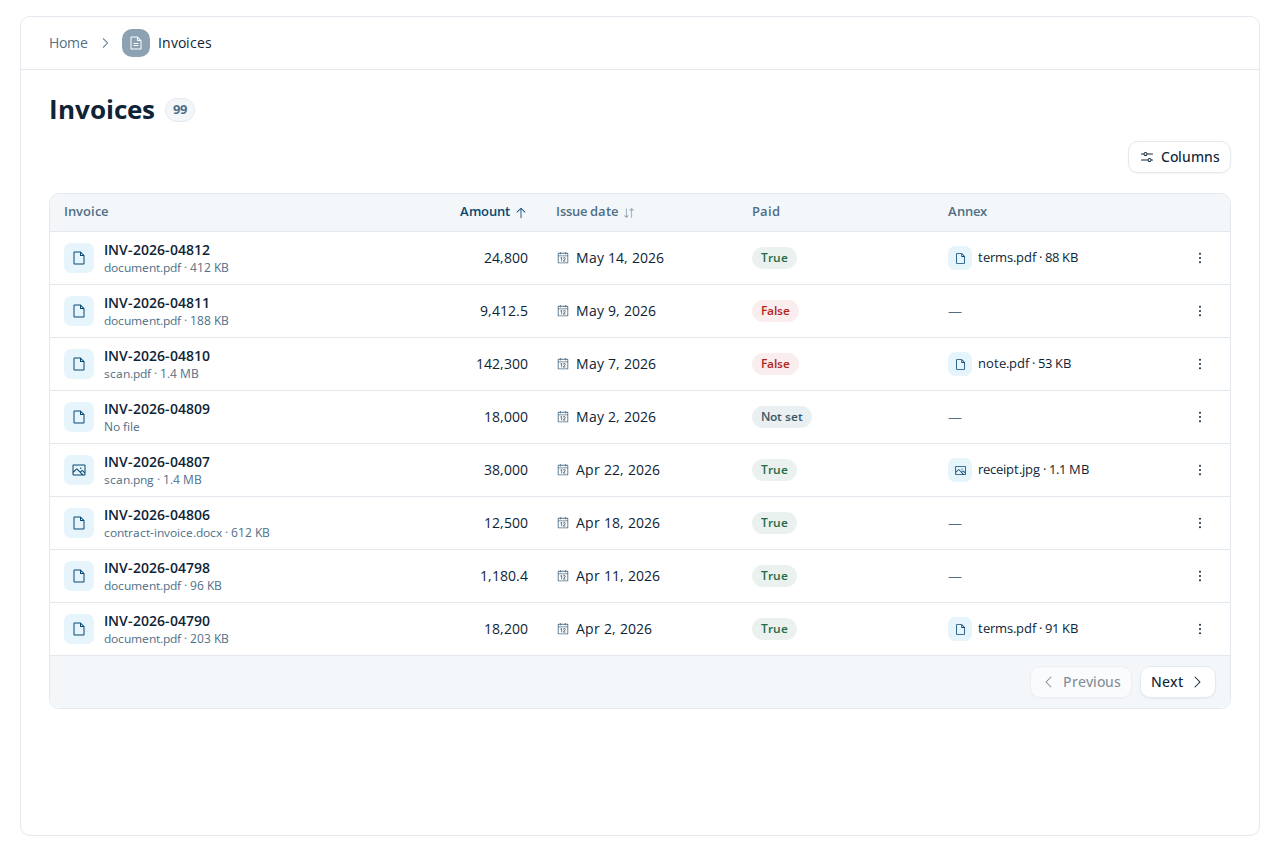 Home Invoices
Invoices 99
Columns
Invoice Amount Issue date Paid Annex
INV-2026-04812
document.pdf · 412 KB
24,800 May 14, 2026 True terms.pdf · 88 KB
INV-2026-04811
document.pdf · 188 KB
9,412.5 May 9, 2026 False —
INV-2026-04810
scan.pdf · 1.4 MB
142,300 May 7, 2026 False note.pdf · 53 KB
INV-2026-04809
No file
18,000 May 2, 2026 Not set —
INV-2026-04807
scan.png · 1.4 MB
38,000 Apr 22, 2026 True receipt.jpg · 1.1 MB
INV-2026-04806
contract-invoice.docx · 612 KB
12,500 Apr 18, 2026 True —
INV-2026-04798
document.pdf · 96 KB
1,180.4 Apr 11, 2026 True —
INV-2026-04790
document.pdf · 203 KB
18,200 Apr 2, 2026 True terms.pdf · 91 KB
Previous Next